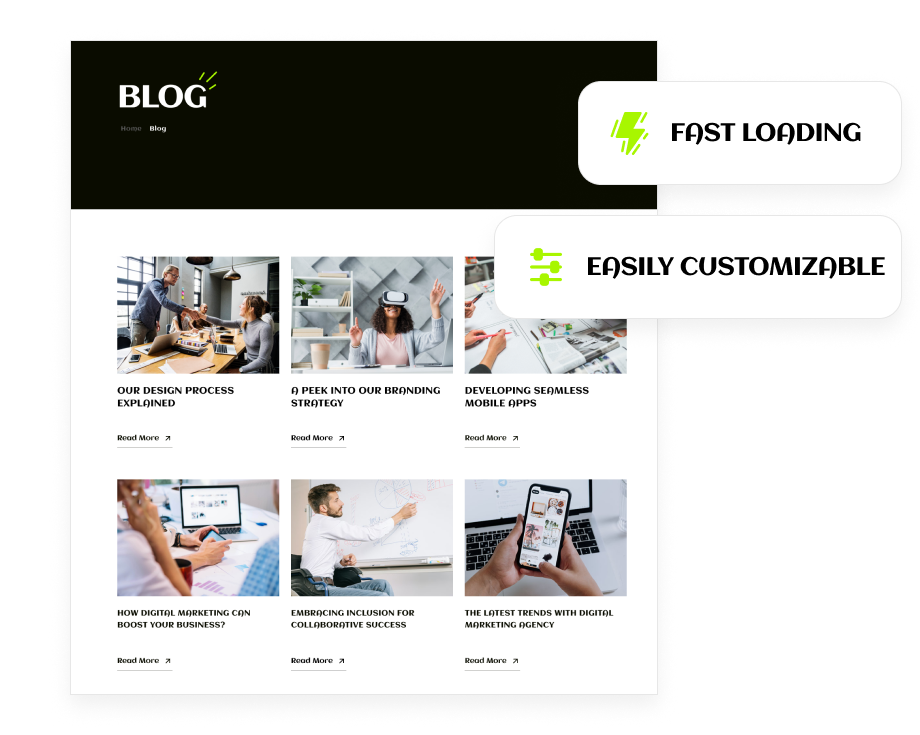 BLOG
Home Blog
FAST LOADING
EASILY CUSTOMIZABLE
OUR DESIGN PROCESS
EXPLAINED
Read More
A PEEK INTO OUR BRANDING
STRATEGY
Read More
DEVELOPING SEAMLESS
MOBILE APPS
Read More
HOW DIGITAL MARKETING CAN
BOOST YOUR BUSINESS?
Read More
EMBRACING INCLUSION FOR
COLLABORATIVE SUCCESS
Read More
THE LATEST TRENDS WITH DIGITAL
MARKETING AGENCY
Read More